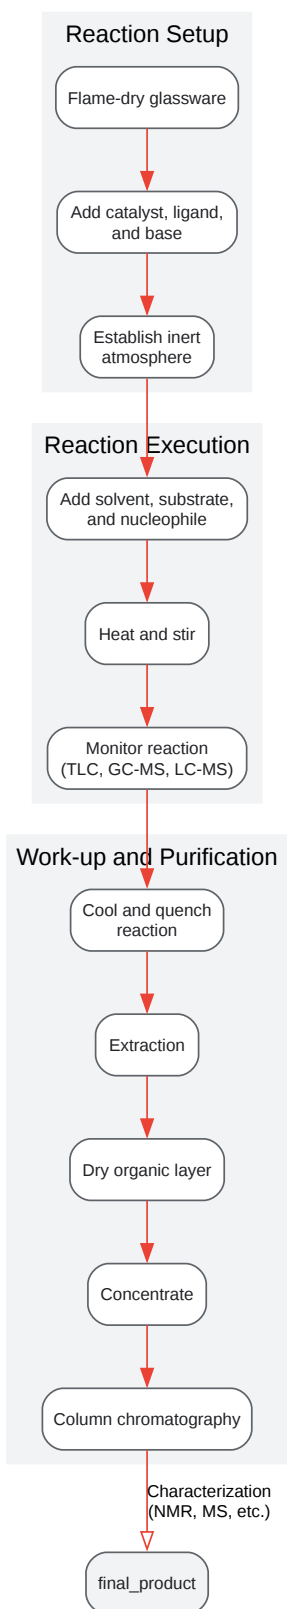 Reaction Setup
Flame-dry glassware
Add catalyst, ligand,
and base
Establish inert
atmosphere
Reaction Execution
Add solvent, substrate,
and nucleophile
Heat and stir
Monitor reaction
(TLC, GC-MS, LC-MS)
Work-up and Purification
Cool and quench
reaction
Extraction
Dry organic layer
Concentrate
Column chromatography
Characterization
(NMR, MS, etc.)
final_product